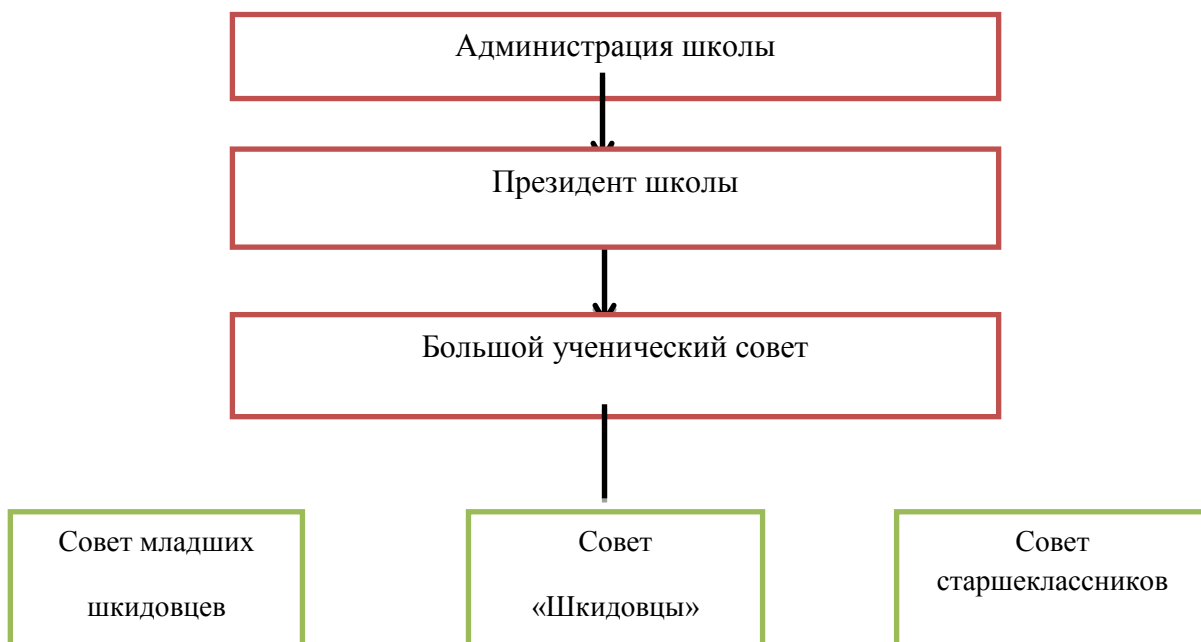 Администрация школы
Президент школы
Большой ученический совет
Совет младших
шкидовцев
Совет
«Шкидовцы»
Совет
старшеклассников